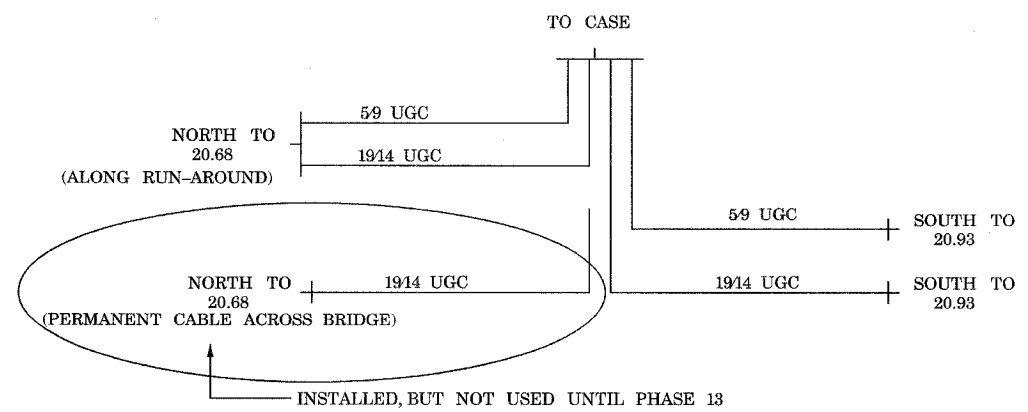 TO CASE
5/9 UGC
NORTH TO
20.68
19/14 UGC
(ALONG RUN-AROUND)
5/9 UGC
SOUTH TO
20.93
NORTH TO
20.68
19/14 UGC
(PERMANENT CABLE ACROSS BRIDGE)
19/14 UGC
SOUTH TO
20.93
INSTALLED, BUT NOT USED UNTIL PHASE 13